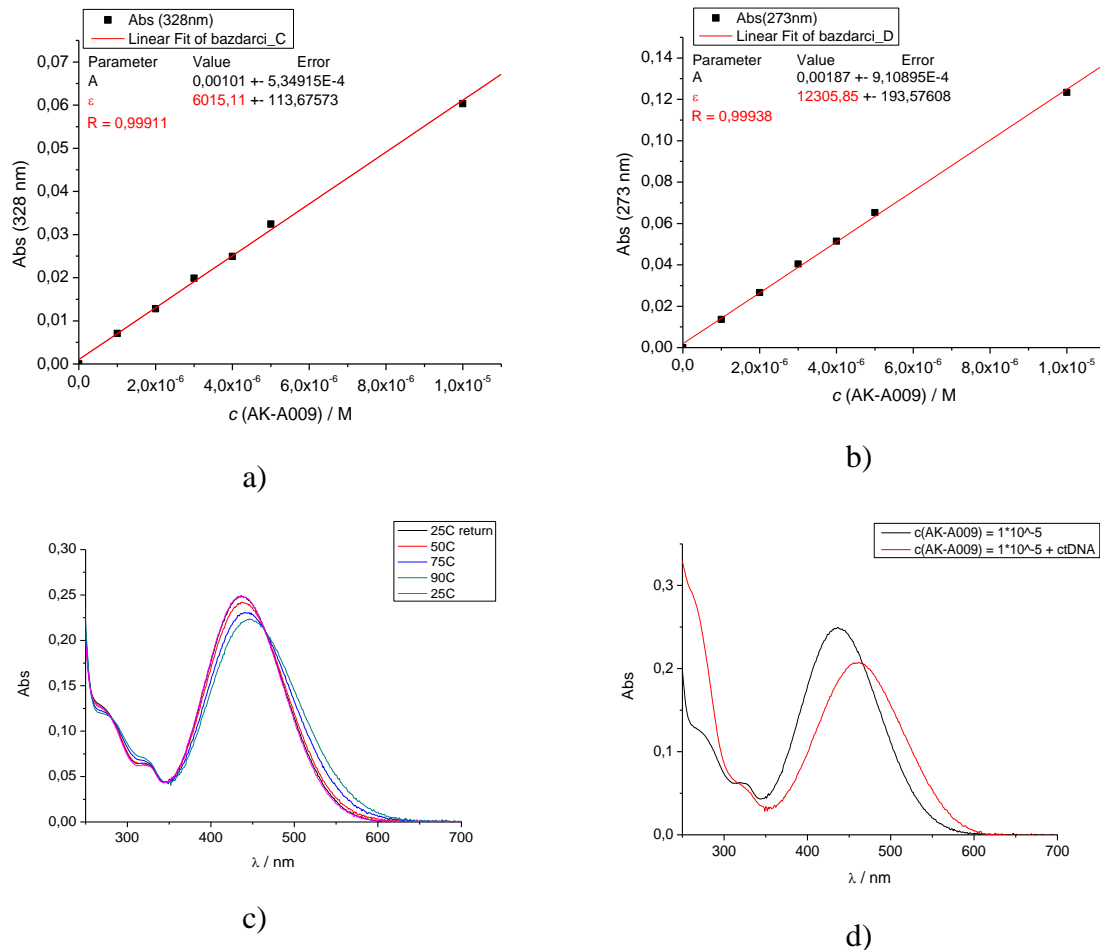 Abs (328nm)
Linear Fit of bazdarci_C
Parameter Value Error
A 0,00101 +- 5,34915E-4
ε 6015,11 +- 113,67573
R = 0,99911
0,07
0,06
0,05
0,04
0,03
0,02
0,01
0,00
Abs (328 nm)
0,0 2,0x10⁻⁶ 4,0x10⁻⁶ 6,0x10⁻⁶ 8,0x10⁻⁶ 1,0x10⁻⁵
c (AK-A009) / M
a)
Abs(273nm)
Linear Fit of bazdarci_D
Parameter Value Error
A 0,00187 +- 9,10895E-4
ε 12305,85 +- 193,57608
R = 0,99938
0,14
0,12
0,10
0,08
0,06
0,04
0,02
0,00
Abs (273 nm)
0,0 2,0x10⁻⁶ 4,0x10⁻⁶ 6,0x10⁻⁶ 8,0x10⁻⁶ 1,0x10⁻⁵
c (AK-A009) / M
b)
25C return
50C
75C
90C
25C
0,30
0,25
0,20
0,15
0,10
0,05
0,00
Abs
300 400 500 600 700
λ / nm
c)
c(AK-A009) = 1*10^-5
c(AK-A009) = 1*10^-5 + ctDNA
0,3
0,2
0,1
0,0
Abs
300 400 500 600 700
λ / nm
d)